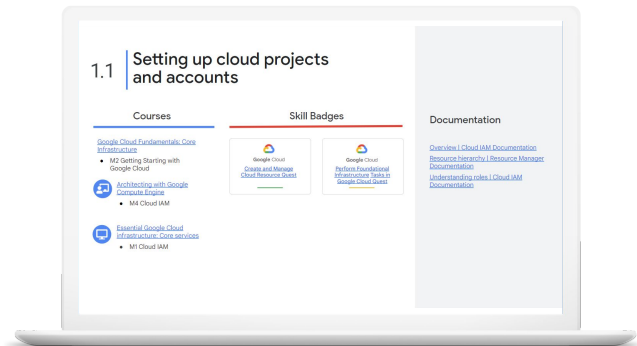 1.1
Setting up cloud projects
and accounts
Courses
Google Cloud Fundamentals: Core
Infrastructure
• M2 Getting Starting with
Google Cloud
Architecting with Google
Compute Engine
• M4 Cloud IAM
Essential Google Cloud
infrastructure: Core services
• M1 Cloud IAM
Skill Badges
Google Cloud
Create and Manage
Cloud Resource Quest
Google Cloud
Perform Foundational
Infrastructure Tasks in
Google Cloud Quest
Documentation
Overview | Cloud IAM Documentation
Resource hierarchy | Resource Manager
Documentation
Understanding roles | Cloud IAM
Documentation